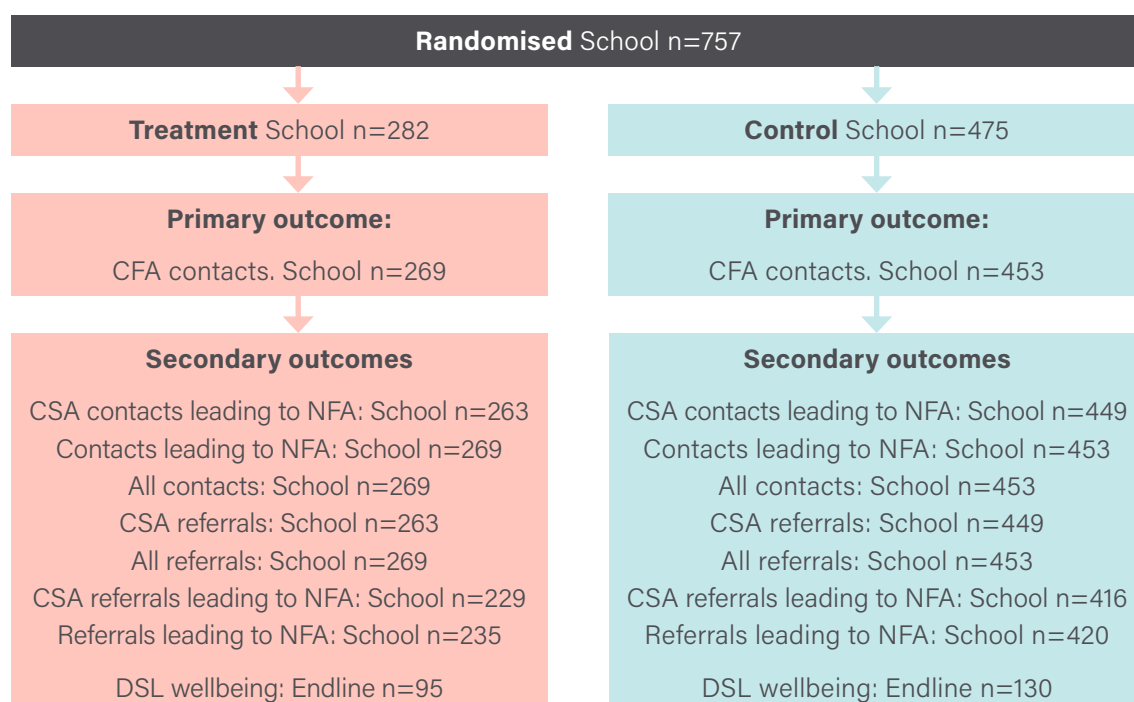 Randomised School n=757
Treatment School n=282
Primary outcome:
CFA contacts. School n=269
Secondary outcomes
CSA contacts leading to NFA: School n=263
Contacts leading to NFA: School n=269
All contacts: School n=269
CSA referrals: School n=263
All referrals: School n=269
CSA referrals leading to NFA: School n=229
Referrals leading to NFA: School n=235
DSL wellbeing: Endline n=95
Control School n=475
Primary outcome:
CFA contacts. School n=453
Secondary outcomes
CSA contacts leading to NFA: School n=449
Contacts leading to NFA: School n=453
All contacts: School n=453
CSA referrals: School n=449
All referrals: School n=453
CSA referrals leading to NFA: School n=416
Referrals leading to NFA: School n=420
DSL wellbeing: Endline n=130